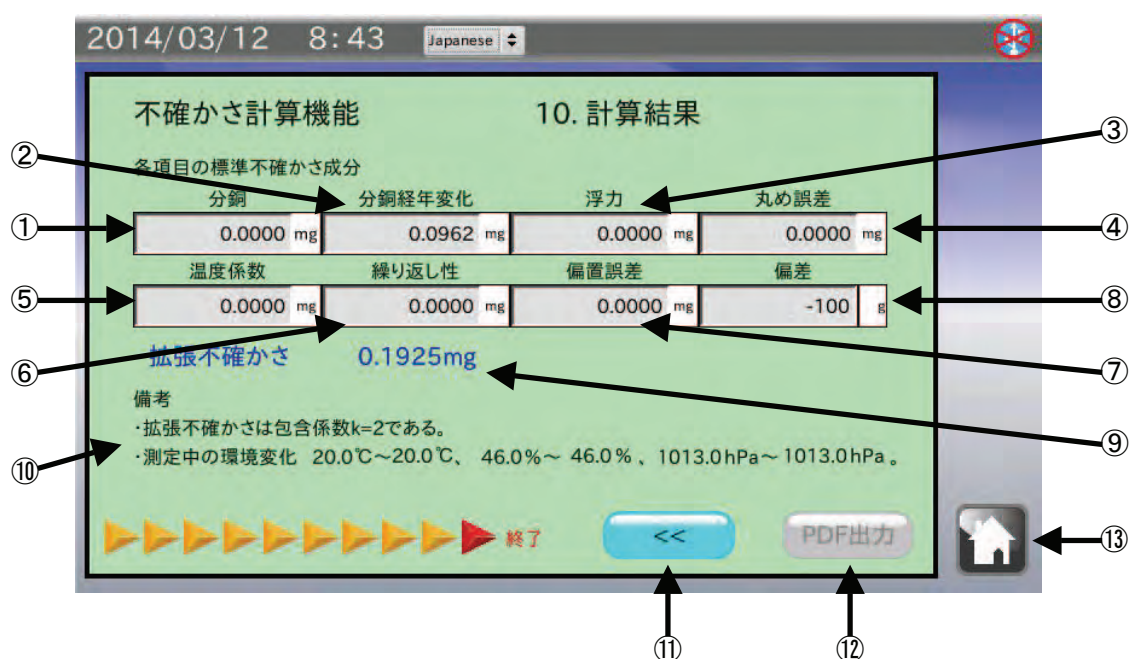 2014/03/12 8:43 Japanese
不確かさ計算機能 10. 計算結果
各項目の標準不確かさ成分
分銅 分銅経年変化 浮力 丸め誤差
0.0000 mg 0.0962 mg 0.0000 mg 0.0000 mg
温度係数 繰り返し性 偏置誤差 偏差
0.0000 mg 0.0000 mg 0.0000 mg -100 g
拡張不確かさ 0.1925mg
備考
·拡張不確かさは包含係数k=2である。
·測定中の環境変化 20.0℃～20.0℃、 46.0%～ 46.0% 、1013.0hPa～1013.0hPa 。
終了 << PDF出力
①
②
③
④
⑤
⑥
⑦
⑧
⑨
⑩
⑪
⑫
⑬